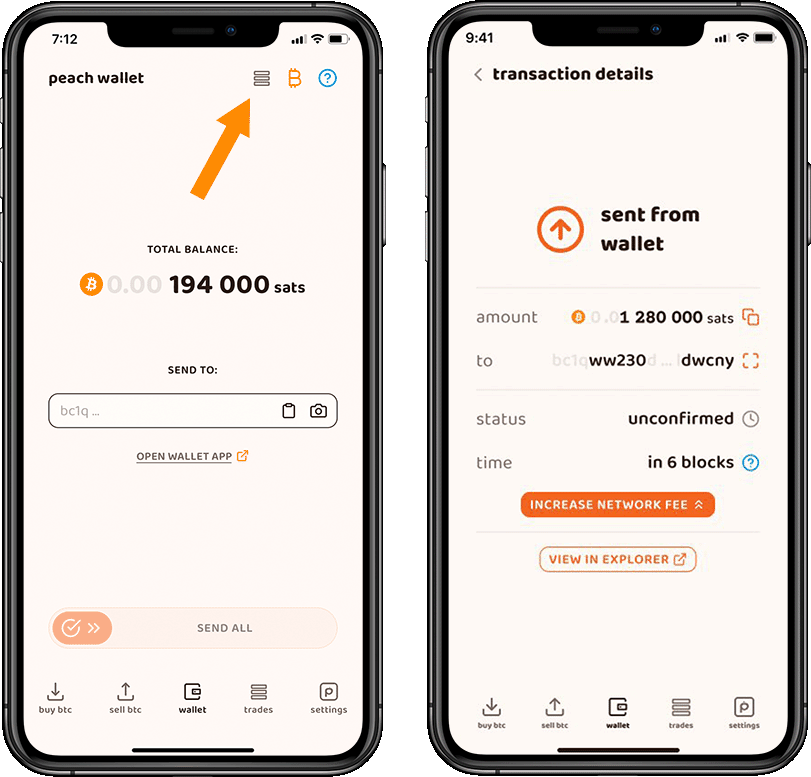 7:12
peach wallet
TOTAL BALANCE:
0.00 194 000 sats
SEND TO:
bc1q ...
OPEN WALLET APP
SEND ALL
buy btc sell btc wallet trades settings
9:41
transaction details
sent from
wallet
amount 0.01 280 000 sats
to bc1qww230d ... dwcny
status unconfirmed
time in 6 blocks
INCREASE NETWORK FEE
VIEW IN EXPLORER
buy btc sell btc wallet trades settings